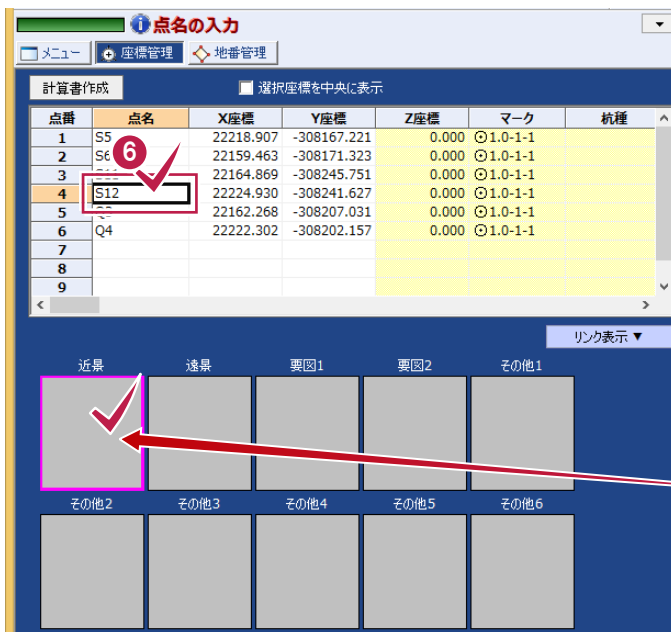 点名の入力
メニュー 座標管理 地番管理
計算書作成 選択座標を中央に表示
点番 点名 X座標 Y座標 Z座標 マーク 杭種
1 S5 22218.907 -308167.221 0.000 1.0-1-1
2 S6 22159.463 -308171.323 0.000 1.0-1-1
3 22164.869 -308245.751 0.000 1.0-1-1
4 S12 22224.930 -308241.627 0.000 1.0-1-1
5 22162.268 -308207.031 0.000 1.0-1-1
6 Q4 22222.302 -308202.157 0.000 1.0-1-1
7
8
9
6
リンク表示 ▼
近景 遠景 要図1 要図2 その他1
その他2 その他3 その他4 その他5 その他6